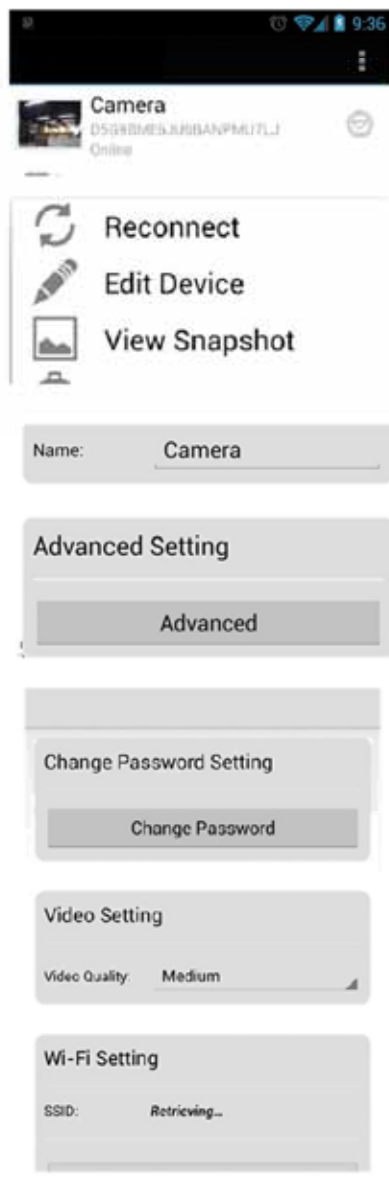 9:36
Camera
Online
Reconnect
Edit Device
View Snapshot
Name: Camera
Advanced Setting
Advanced
Change Password Setting
Change Password
Video Setting
Video Quality: Medium
Wi-Fi Setting
SSID: Retrieving...